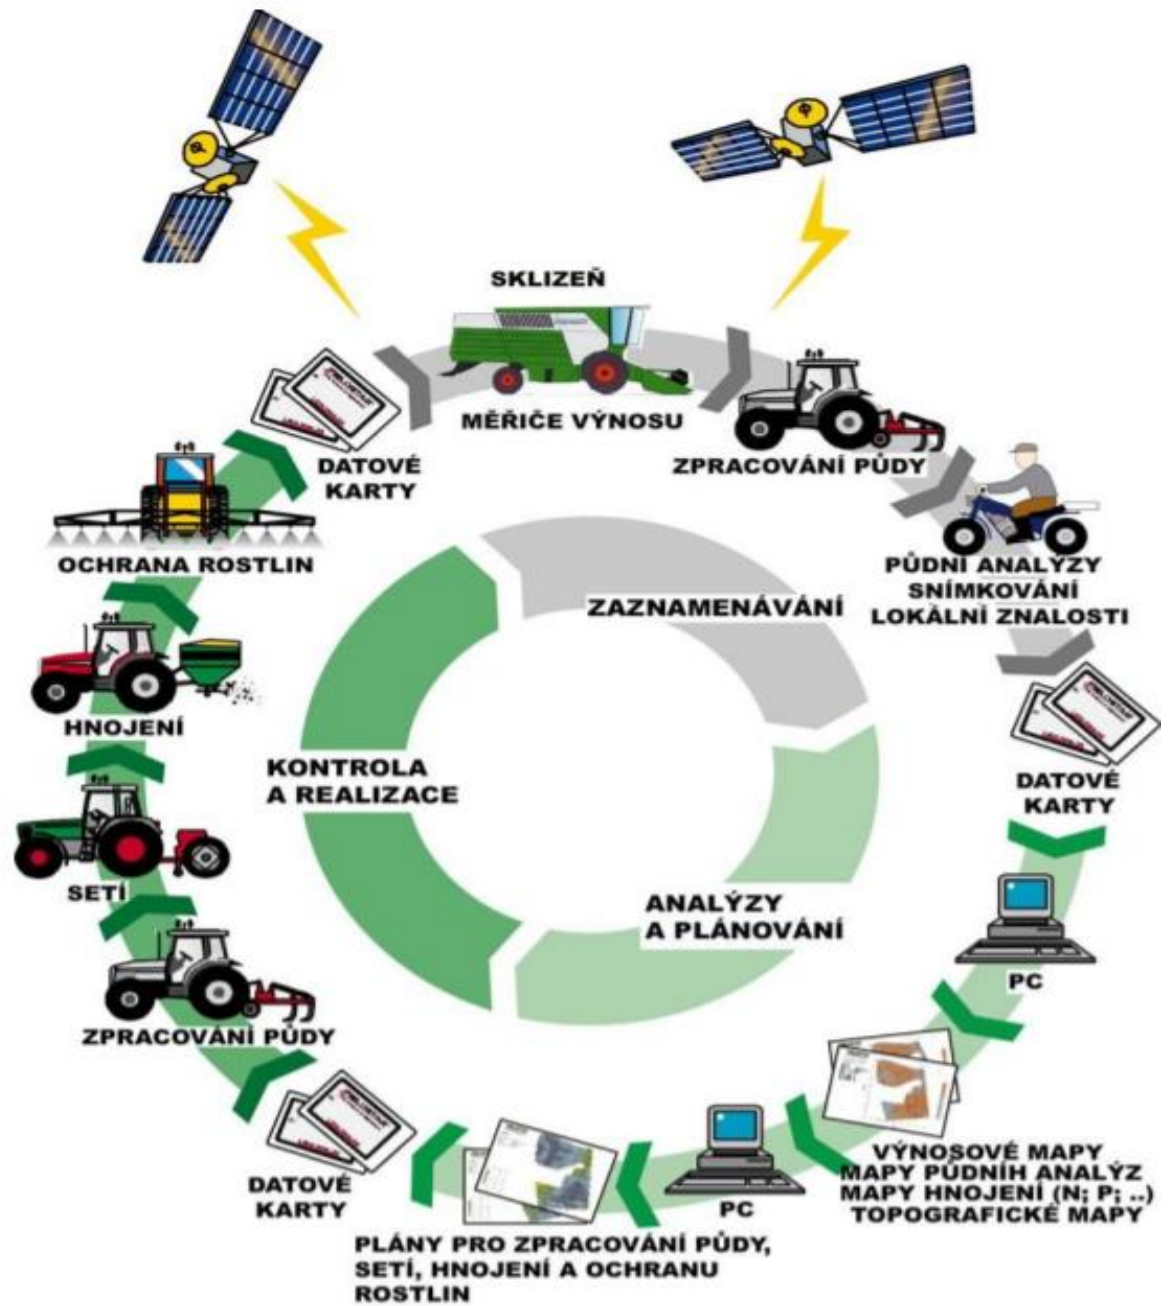 SKLIZEŇ
MĚŘIČE VÝNOSU
ZPRACOVÁNÍ PŮDY
PŮDNÍ ANALÝZY
SNÍMKOVÁNÍ
LOKÁLNÍ ZNALOSTI
DATOVÉ
KARTY
PC
VÝNOSOVÉ MAPY
MAPY PŮDNÍH ANALÝZ
MAPY HNOJENÍ (N; P; ..)
TOPOGRAFICKÉ MAPY
PC
PLÁNY PRO ZPRACOVÁNÍ PŮDY,
SETÍ, HNOJENÍ A OCHRANU
ROSTLIN
DATOVÉ
KARTY
ZPRACOVÁNÍ PŮDY
SETÍ
HNOJENÍ
OCHRANA ROSTLIN
DATOVÉ
KARTY
ZAZNAMENÁVÁNÍ
ANALÝZY
A PLÁNOVÁNÍ
KONTROLA
A REALIZACE